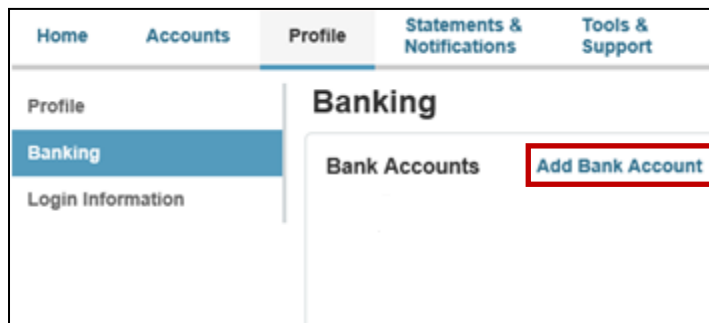 Home Accounts Profile Statements & Notifications Tools & Support
Profile
Banking
Login Information
Banking
Bank Accounts Add Bank Account